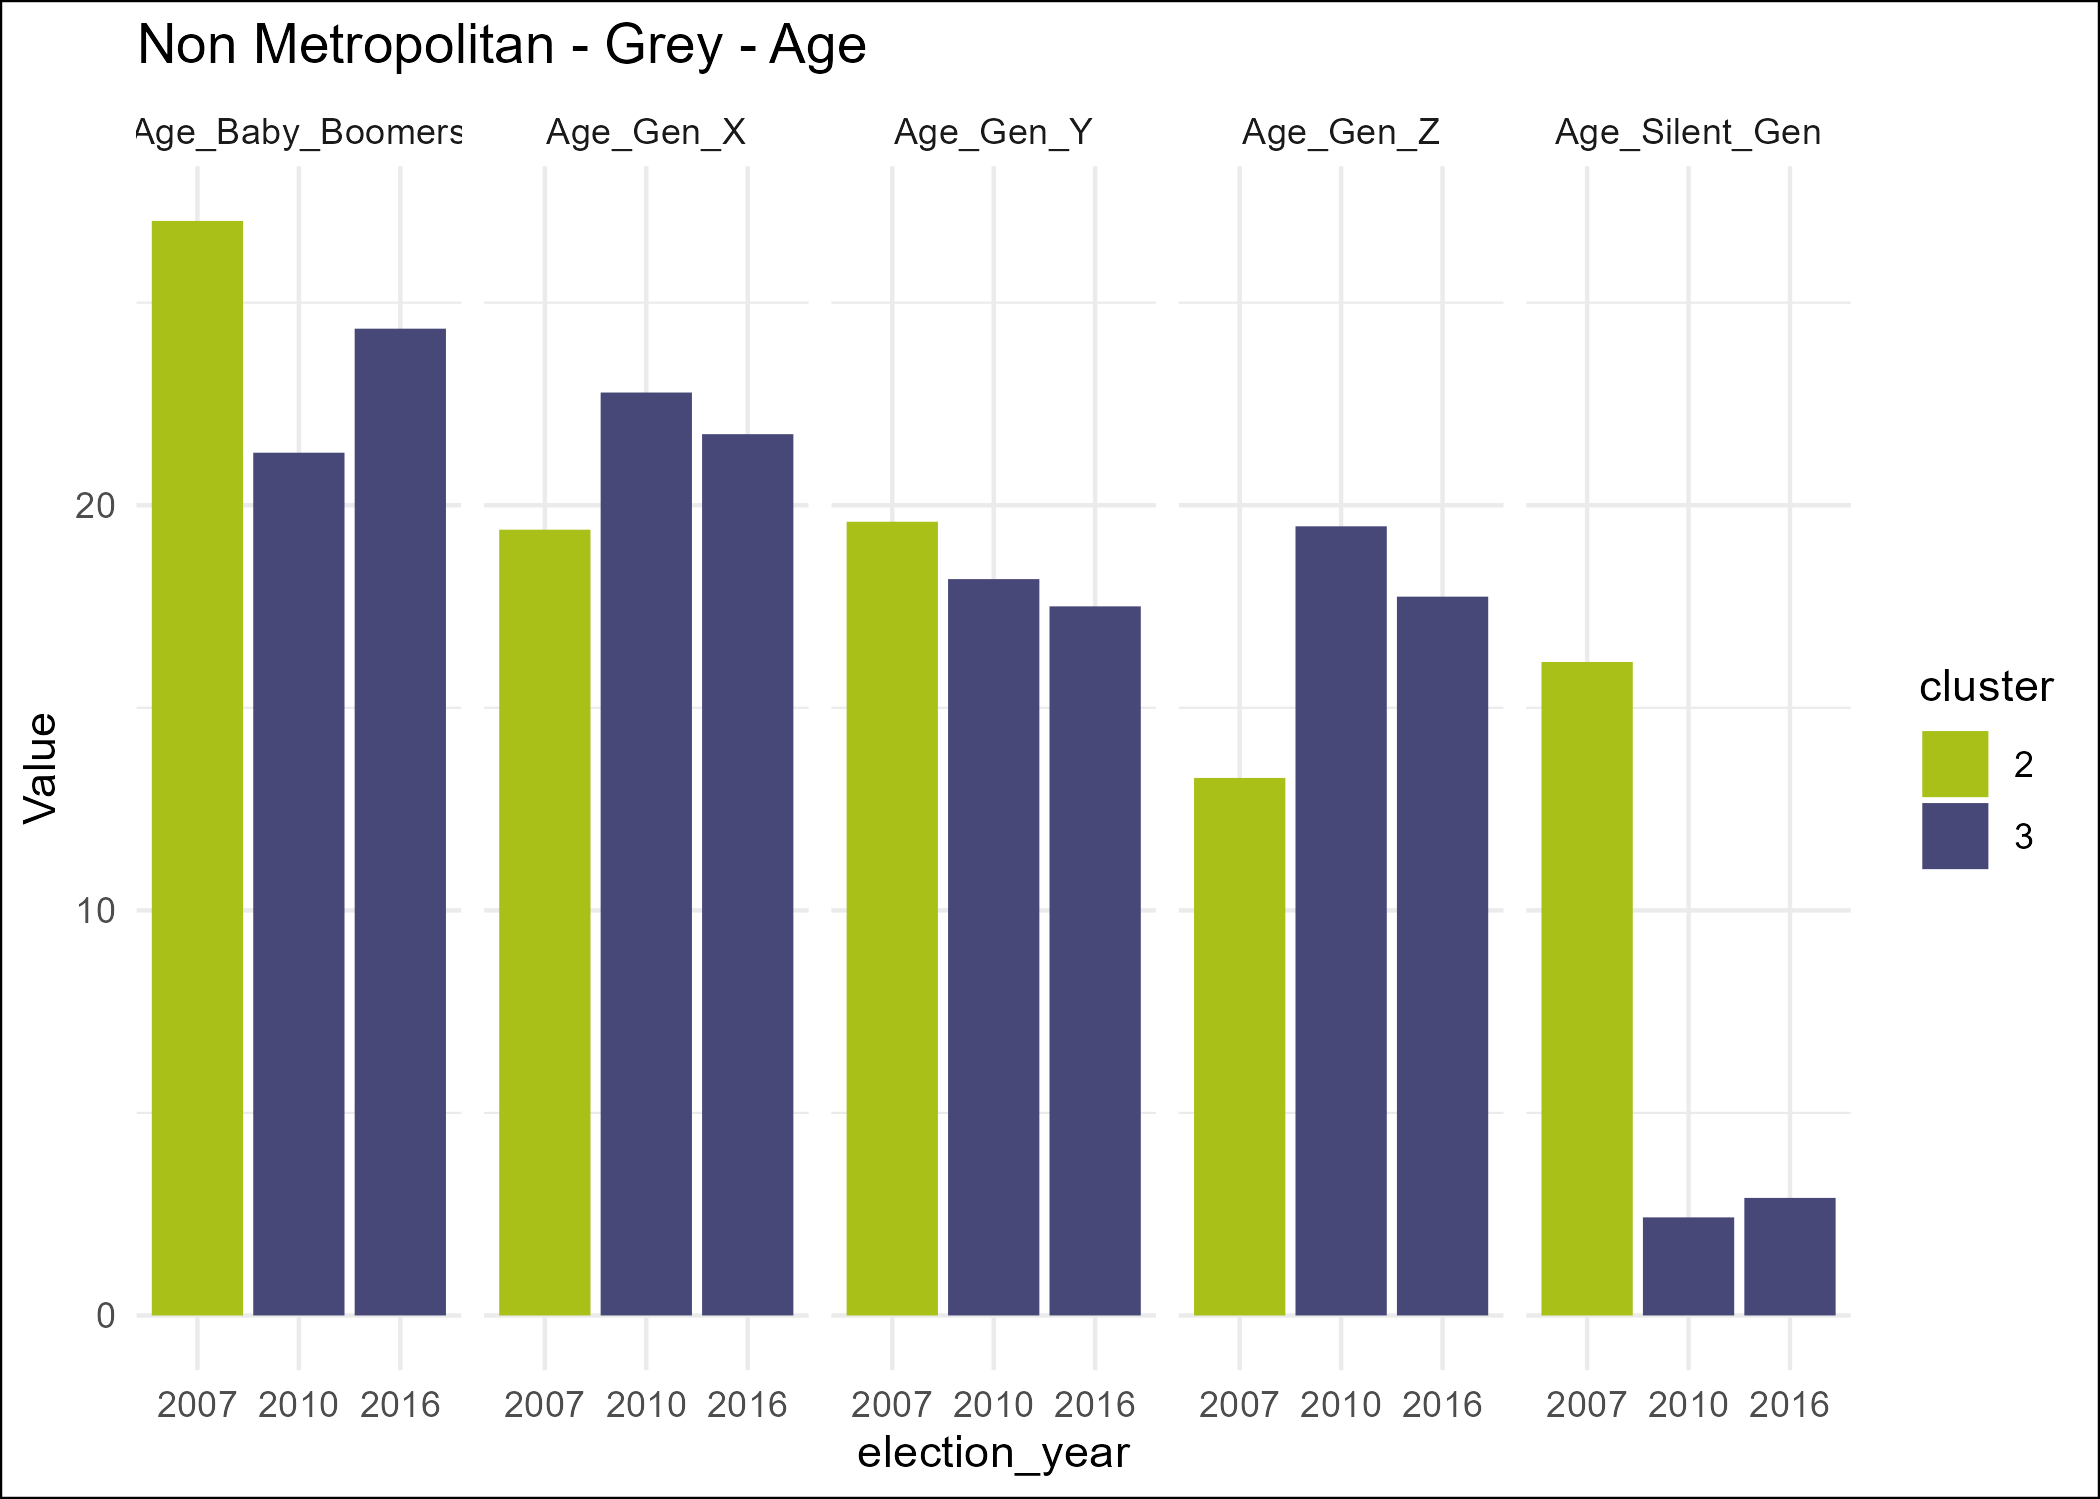 Non Metropolitan - Grey - Age
Age_Baby_Boomers Age_Gen_X Age_Gen_Y Age_Gen_Z Age_Silent_Gen
20
10
0
Value
2007 2010 2016 2007 2010 2016 2007 2010 2016 2007 2010 2016 2007 2010 2016
election_year
cluster
2
3